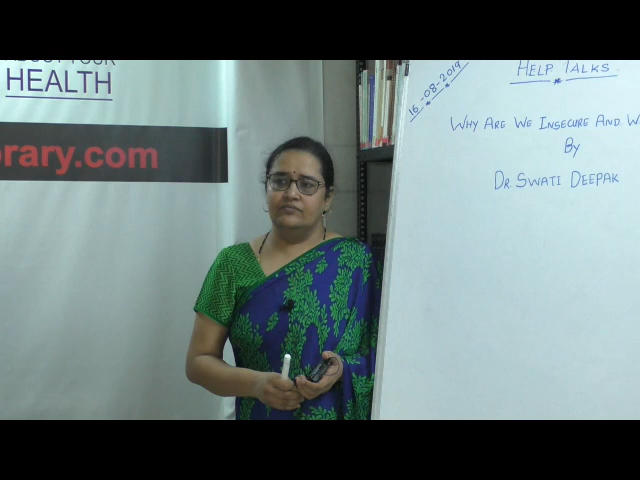 HEALTH
rary.com
16-08-2019
HELP TALKS
WHY ARE WE INSECURE AND
BY
DR. SWATI DEEPAK